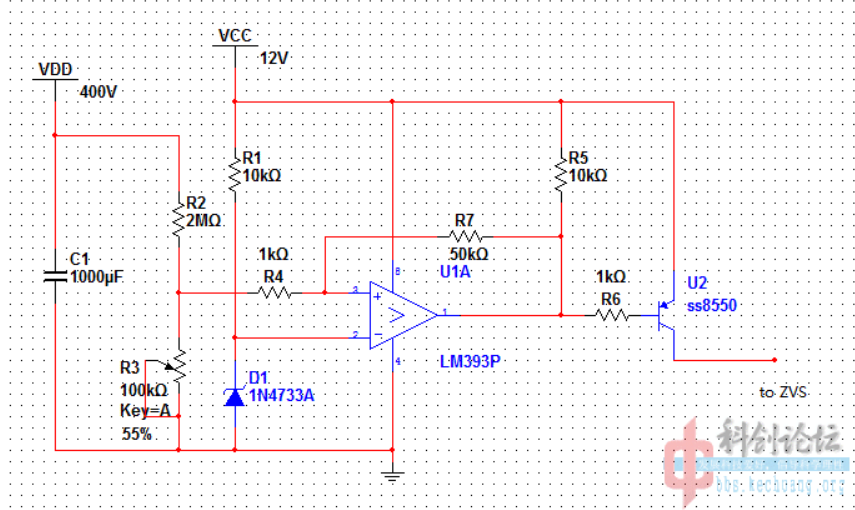 VCC
12V
VDD
400V
R1
10kΩ
R5
10kΩ
R2
2MΩ
R7
50kΩ
C1
1000µF
1kΩ
R4
U1A
8
3
2
1
4
1kΩ
R6
U2
ss8550
LM393P
R3
100kΩ
Key=A
55%
D1
1N4733A
to ZVS
科创论坛
bbs.kechuang.org